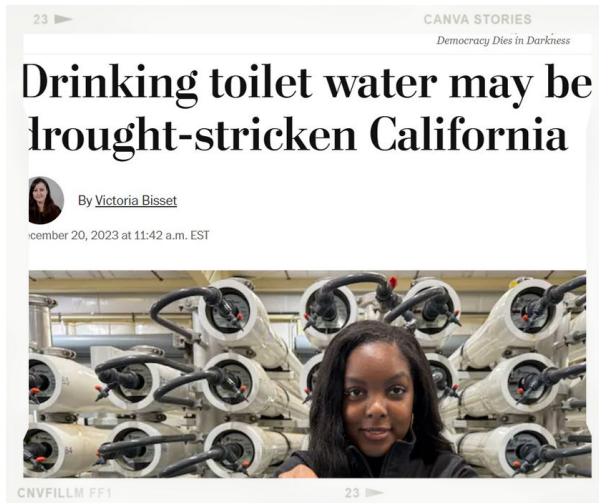 23
CANVA STORIES
Democracy Dies in Darkness
Drinking toilet water may be
drought-stricken California
By Victoria Bisset
ecember 20, 2023 at 11:42 a.m. EST
CNVFILLM FF1
23